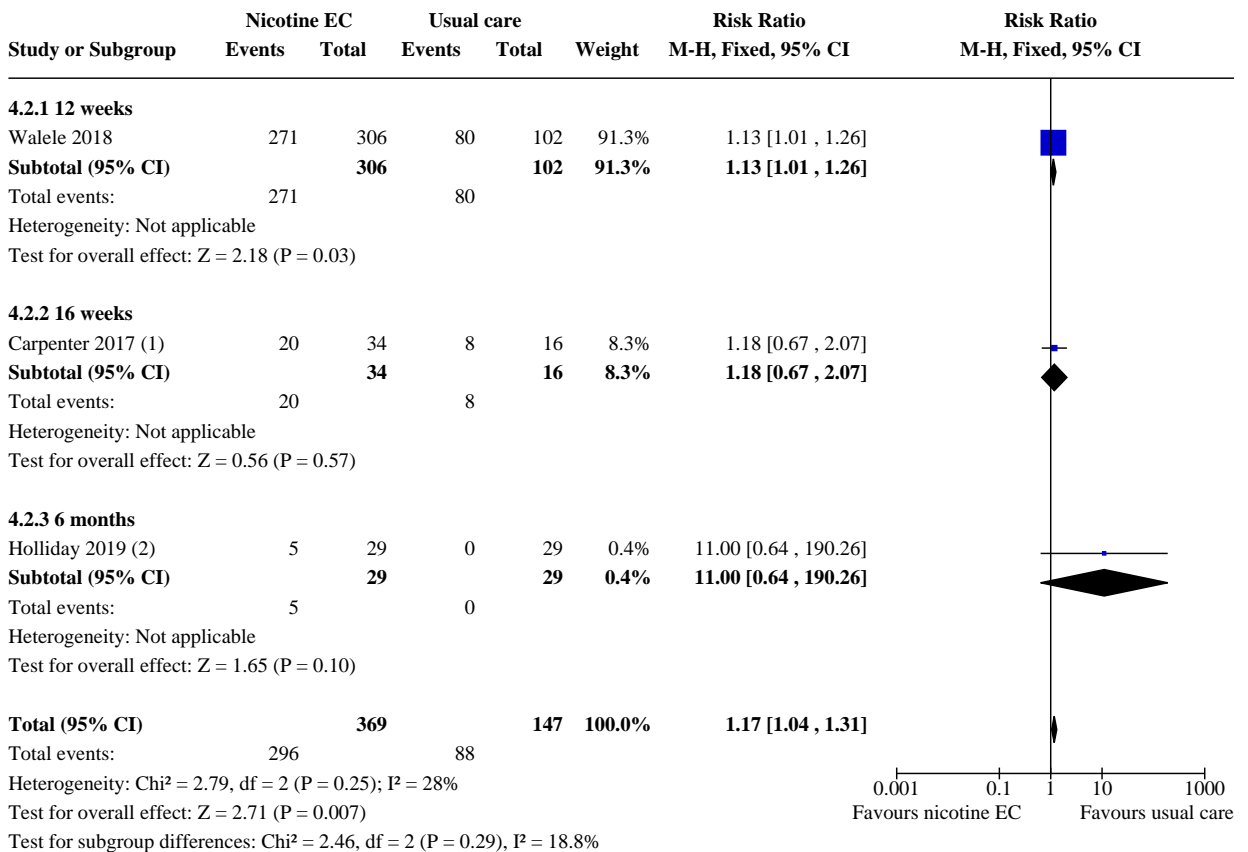 Nicotine EC Usual care Risk Ratio Risk Ratio
Study or Subgroup Events Total Events Total Weight M-H, Fixed, 95% CI M-H, Fixed, 95% CI
4.2.1 12 weeks
Walele 2018 271 306 80 102 91.3% 1.13 [1.01 , 1.26]
Subtotal (95% CI) 306 102 91.3% 1.13 [1.01 , 1.26]
Total events: 271 80
Heterogeneity: Not applicable
Test for overall effect: Z = 2.18 (P = 0.03)
4.2.2 16 weeks
Carpenter 2017 (1) 20 34 8 16 8.3% 1.18 [0.67 , 2.07]
Subtotal (95% CI) 34 16 8.3% 1.18 [0.67 , 2.07]
Total events: 20 8
Heterogeneity: Not applicable
Test for overall effect: Z = 0.56 (P = 0.57)
4.2.3 6 months
Holliday 2019 (2) 5 29 0 29 0.4% 11.00 [0.64 , 190.26]
Subtotal (95% CI) 29 29 0.4% 11.00 [0.64 , 190.26]
Total events: 5 0
Heterogeneity: Not applicable
Test for overall effect: Z = 1.65 (P = 0.10)
Total (95% CI) 369 147 100.0% 1.17 [1.04 , 1.31]
Total events: 296 88
Heterogeneity: Chi² = 2.79, df = 2 (P = 0.25); I² = 28%
0.001 0.1 1 10 1000
Test for overall effect: Z = 2.71 (P = 0.007) Favours nicotine EC Favours usual care
Test for subgroup differences: Chi² = 2.46, df = 2 (P = 0.29), I² = 18.8%